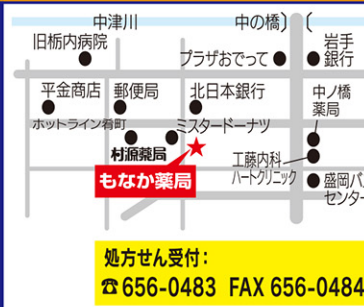 中津川
中の橋
旧栃内病院
プラザおでって
岩手
銀行
平金商店
郵便局
北日本銀行
中ノ橋
薬局
ホットライン肴町
ミスタードーナツ
村源薬局
もなか薬局
工藤内科
ハートクリニック
盛岡バ
センター
処方せん受付：
☎656-0483 FAX 656-0484